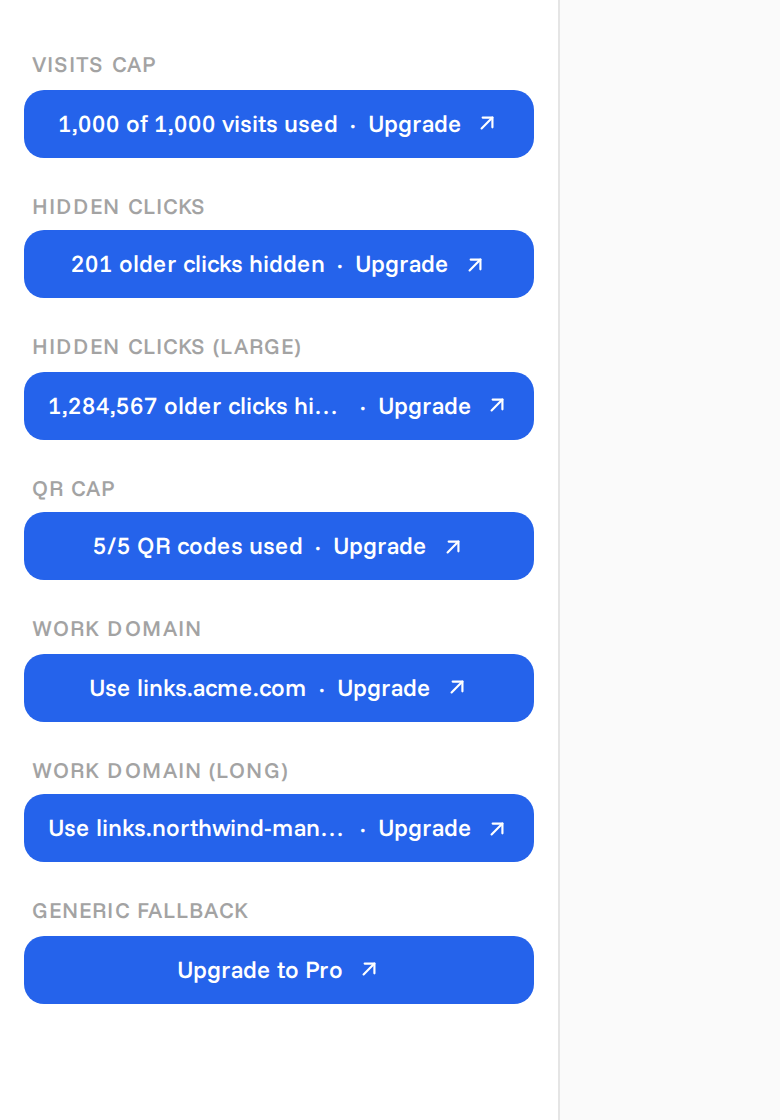 VISITS CAP
1,000 of 1,000 visits used · Upgrade ↗
HIDDEN CLICKS
201 older clicks hidden · Upgrade ↗
HIDDEN CLICKS (LARGE)
1,284,567 older clicks hi... · Upgrade ↗
QR CAP
5/5 QR codes used · Upgrade ↗
WORK DOMAIN
Use links.acme.com · Upgrade ↗
WORK DOMAIN (LONG)
Use links.northwind-man... · Upgrade ↗
GENERIC FALLBACK
Upgrade to Pro ↗